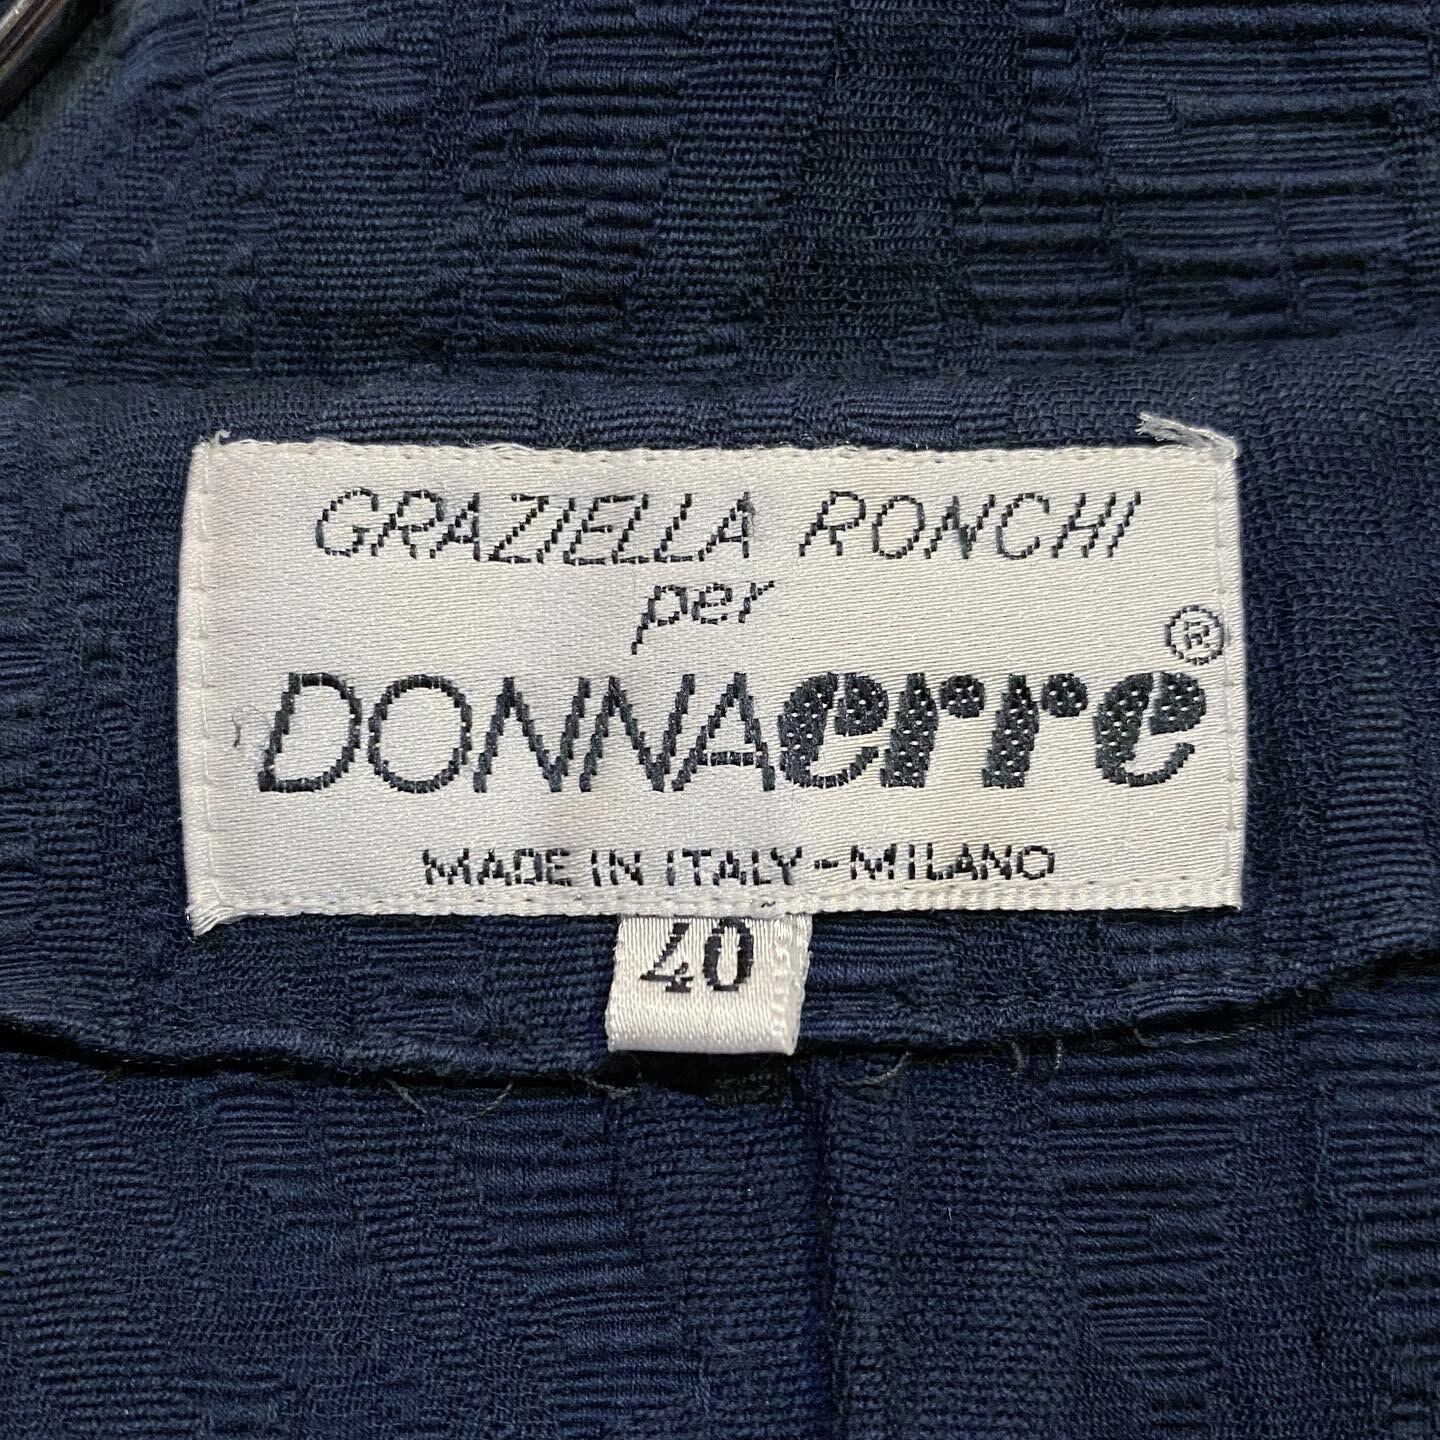 GRAZIELLA RONCHI
per
DONNAerre®
MADE IN ITALY - MILANO
40